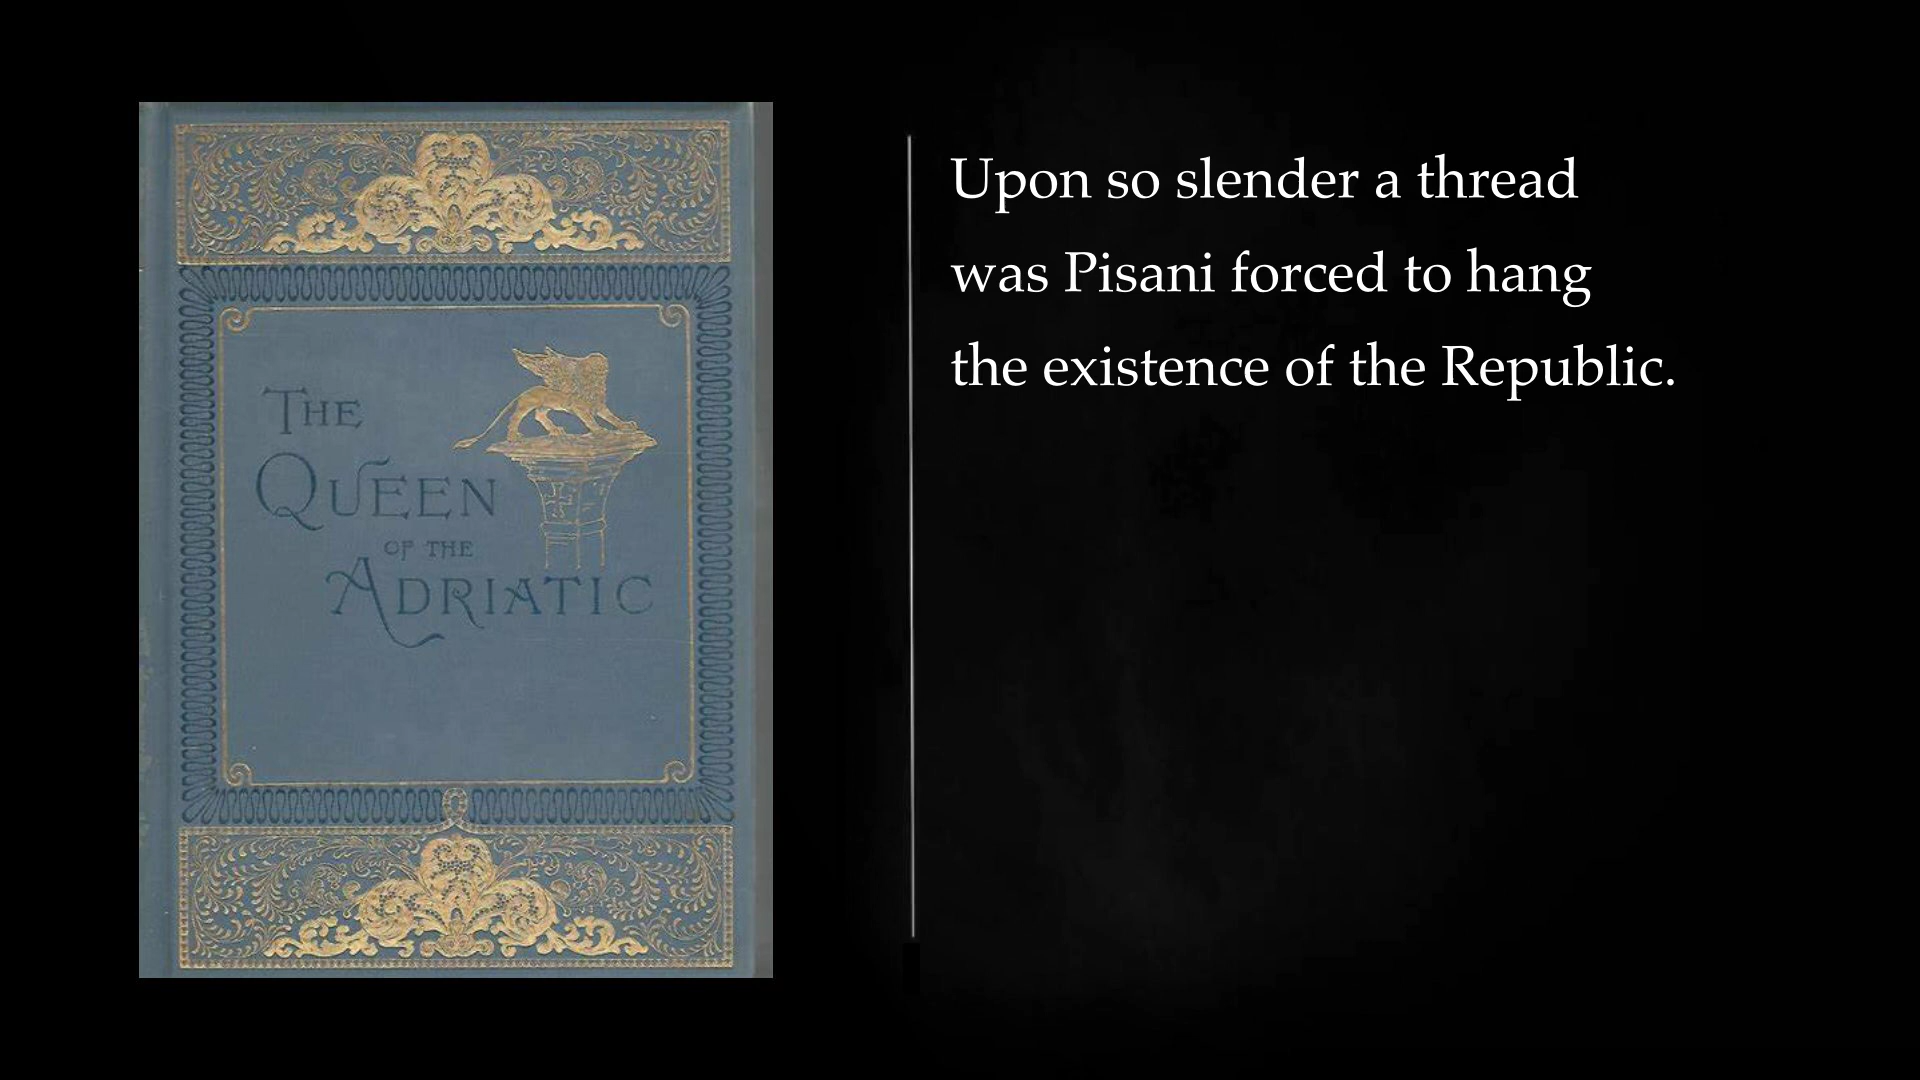 THE
QUEEN
OF THE
ADRIATIC
Upon so slender a thread
was Pisani forced to hang
the existence of the Republic.